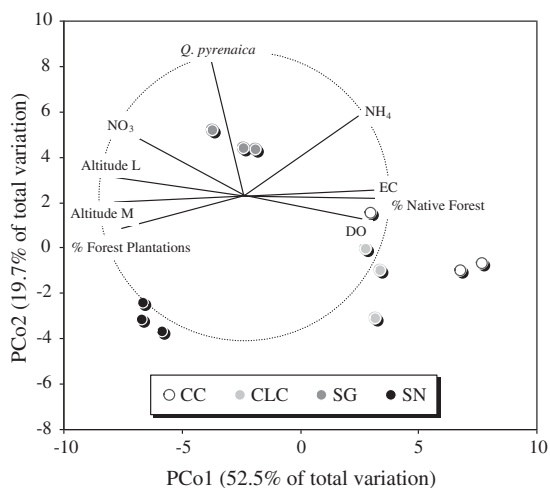 10
8
6
4
2
0
-2
-4
-6
-8
Q. pyrenaica
NO3
NH4
Altitude L
EC
Altitude M
% Native Forest
DO
% Forest Plantations
CC CLC SG SN
-10 -5 0 5 10
PCo1 (52.5% of total variation)
PCo2 (19.7% of total variation)